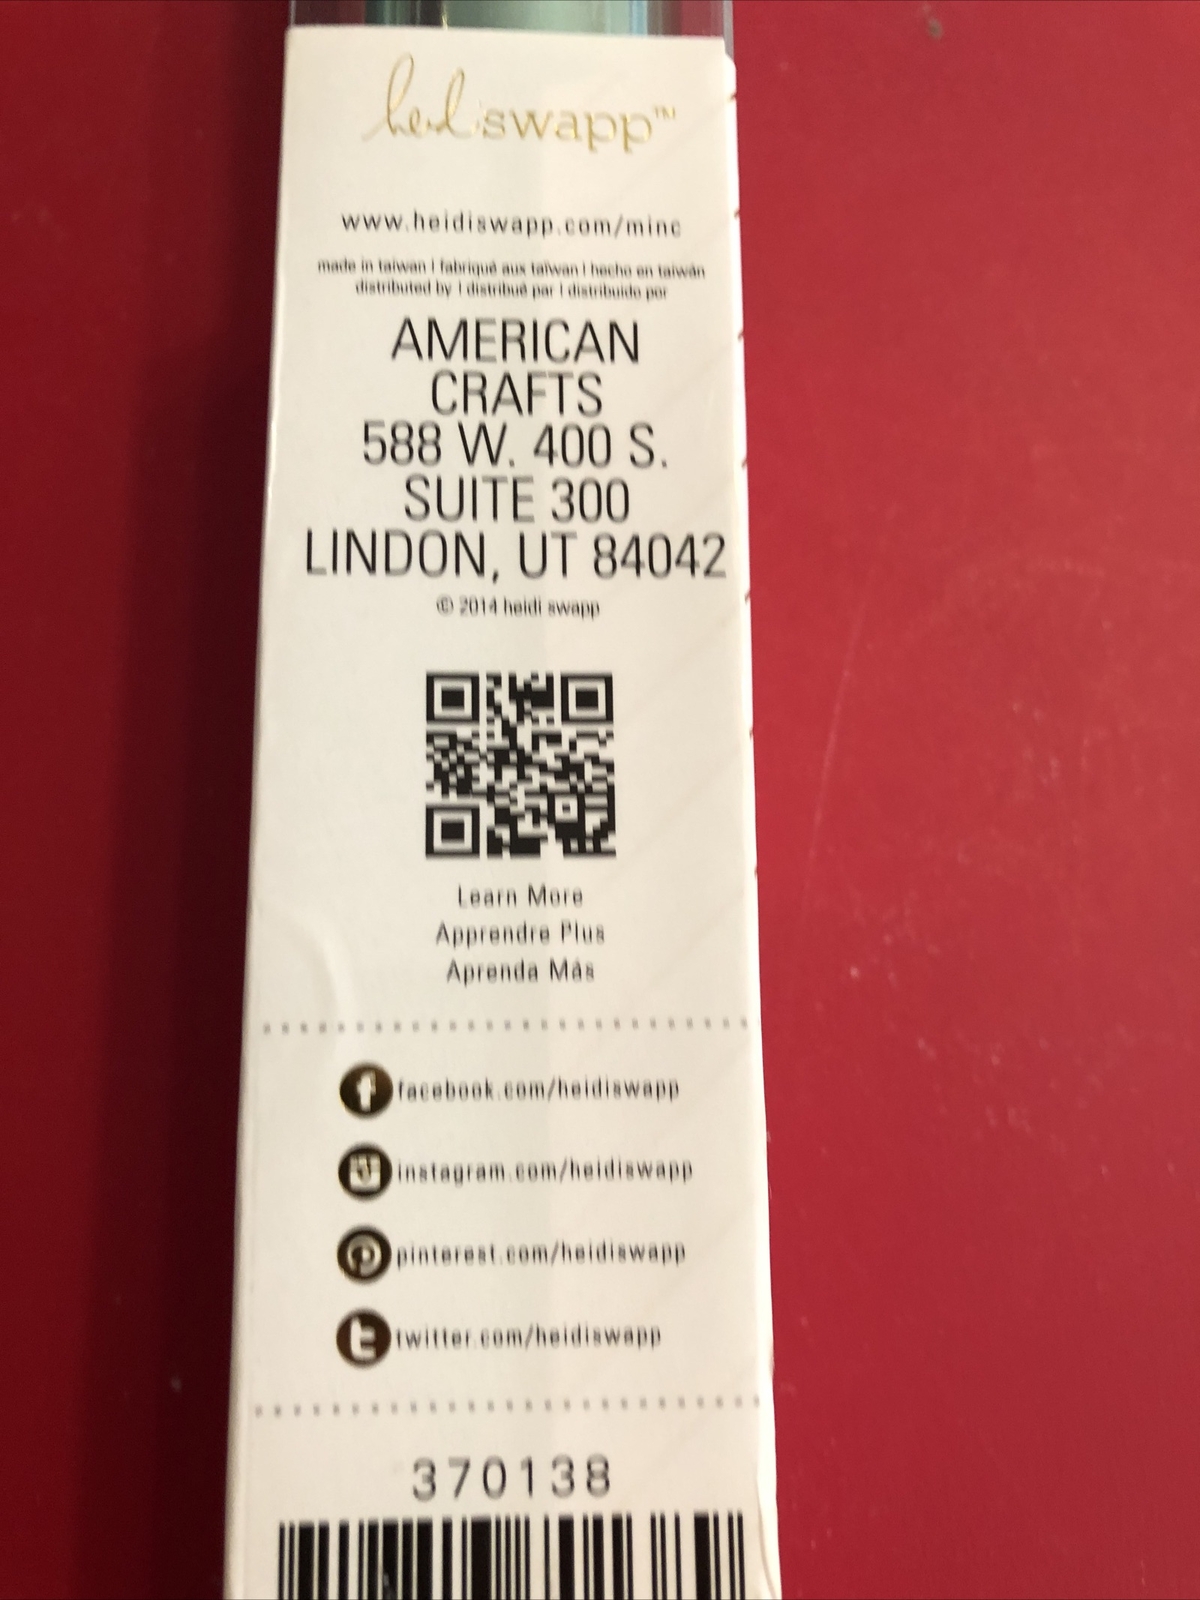 heidi swapp™
www.heidiswapp.com/minc
made in taiwan | fabriqué aux taïwan | hecho en taiwán
distributed by | distribué par | distribuido por
AMERICAN
CRAFTS
588 W. 400 S.
SUITE 300
LINDON, UT 84042
© 2014 heidi swapp
Learn More
Apprendre Plus
Aprenda Más
facebook.com/heidiswapp
instagram.com/heidiswapp
pinterest.com/heidiswapp
twitter.com/heidiswapp
370138